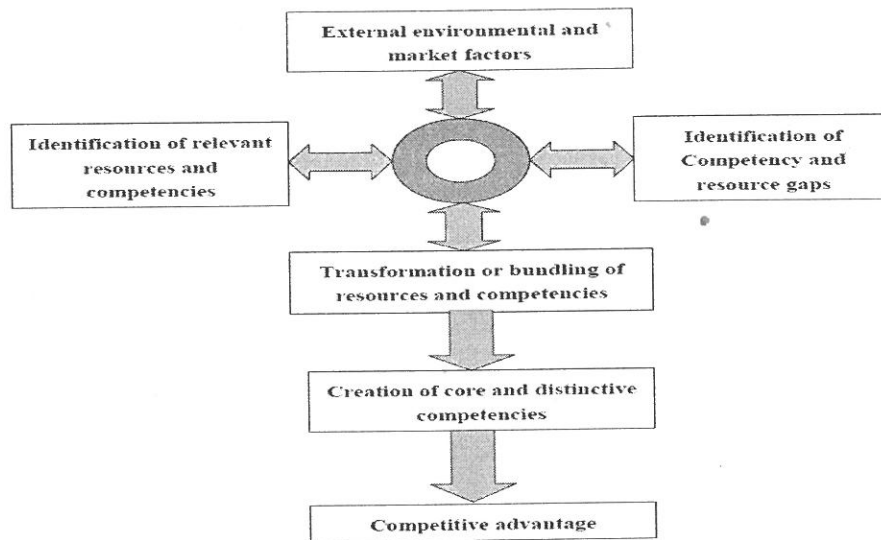 External environmental and
market factors
Identification of relevant
resources and
competencies
Identification of
Competency and
resource gaps
Transformation or bundling of
resources and competencies
Creation of core and distinctive
competencies
Competitive advantage